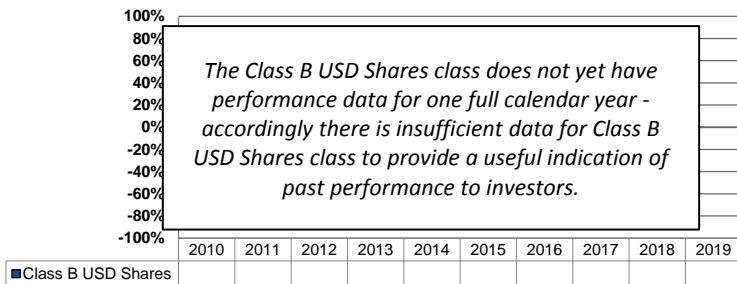 100%
80%
60%
40%
20%
0%
-20%
-40%
-60%
-80%
-100%
The Class B USD Shares class does not yet have
performance data for one full calendar year -
accordingly there is insufficient data for Class B
USD Shares class to provide a useful indication of
past performance to investors.
2010 2011 2012 2013 2014 2015 2016 2017 2018 2019
Class B USD Shares